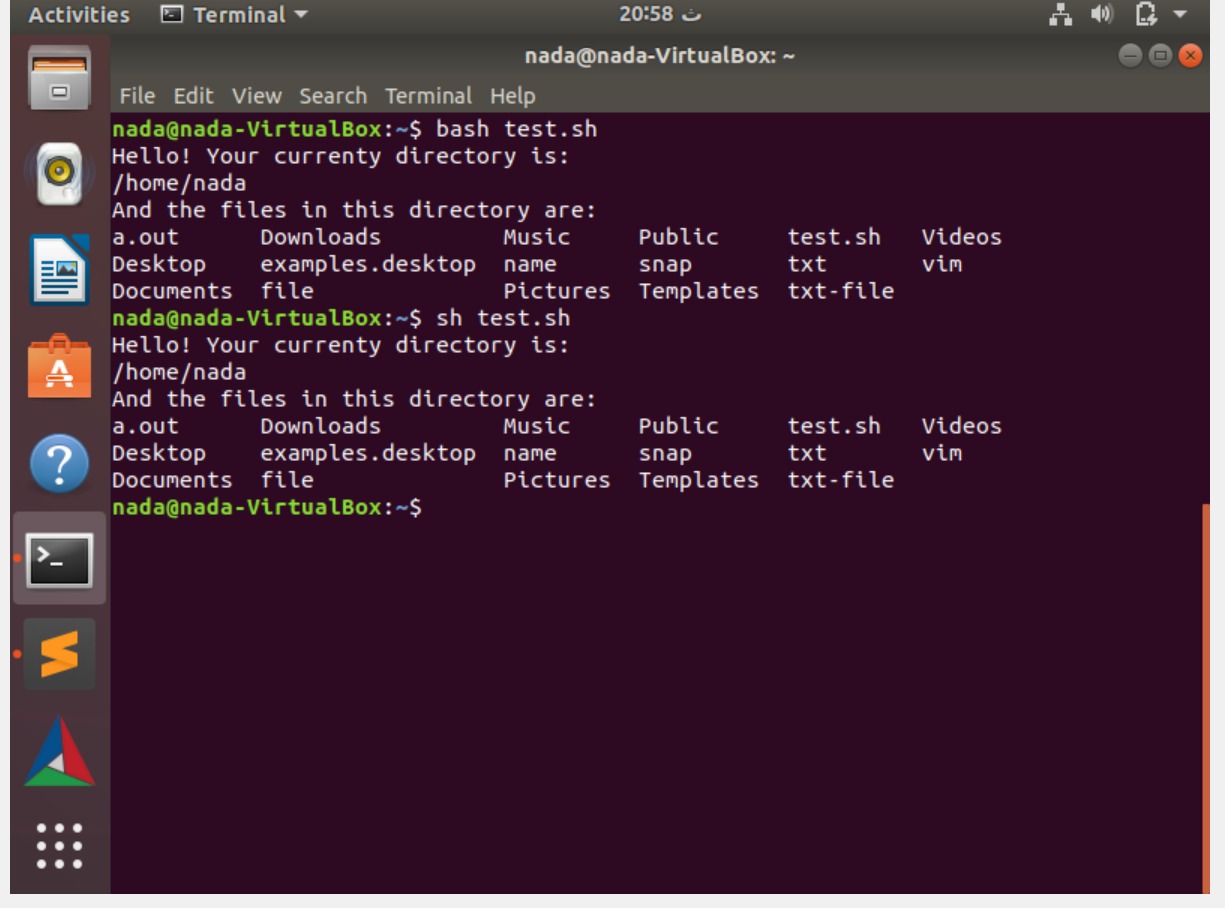 Activities Terminal 20:58 ث
nada@nada-VirtualBox: ~
File Edit View Search Terminal Help
nada@nada-VirtualBox:~$ bash test.sh
Hello! Your currenty directory is:
/home/nada
And the files in this directory are:
a.out Downloads Music Public test.sh Videos
Desktop examples.desktop name snap txt vim
Documents file Pictures Templates txt-file
nada@nada-VirtualBox:~$ sh test.sh
Hello! Your currenty directory is:
/home/nada
And the files in this directory are:
a.out Downloads Music Public test.sh Videos
Desktop examples.desktop name snap txt vim
Documents file Pictures Templates txt-file
nada@nada-VirtualBox:~$